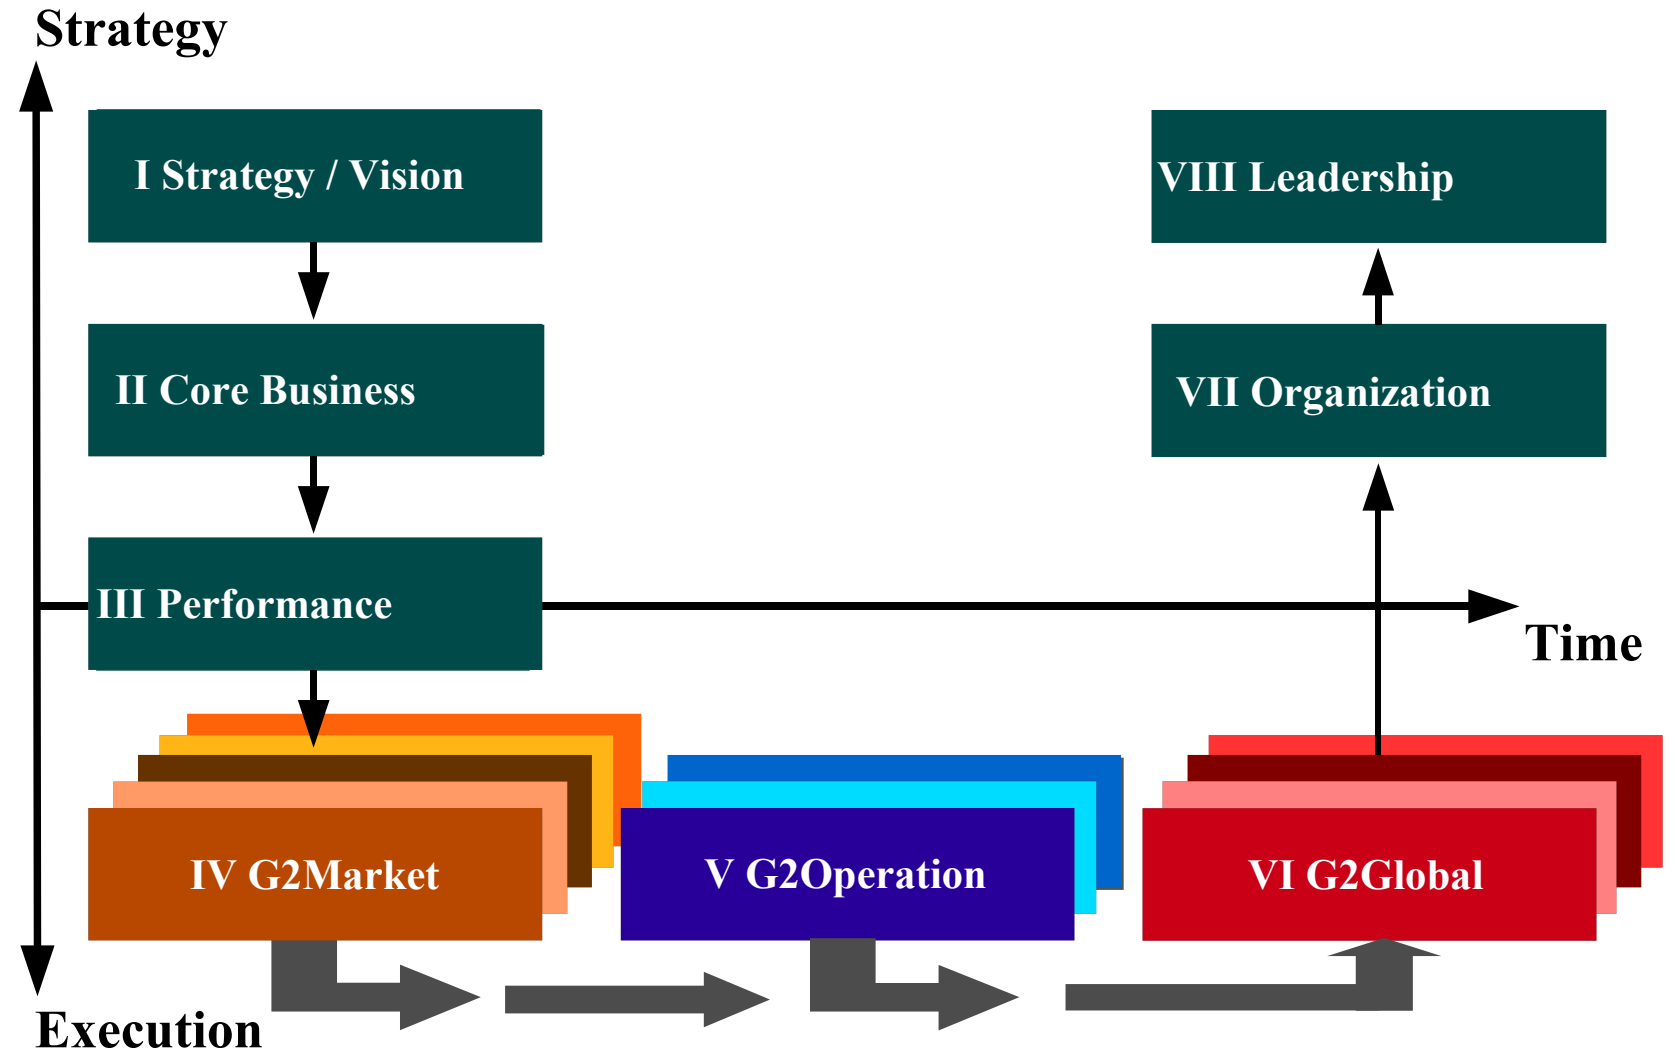 Strategy
I Strategy / Vision
VIII Leadership
II Core Business
VII Organization
III Performance
Time
IV G2Market
V G2Operation
VI G2Global
Execution